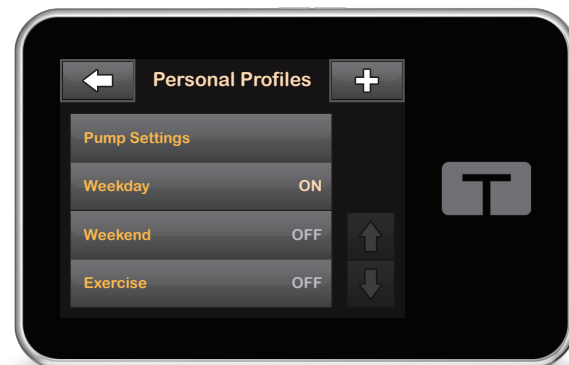 Personal Profiles
Pump Settings
Weekday ON
Weekend OFF
Exercise OFF